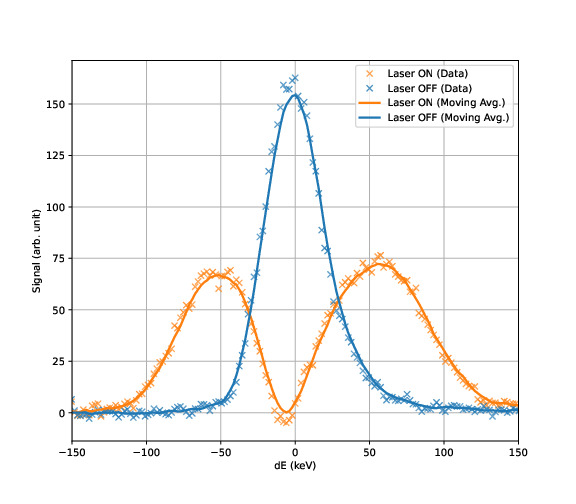 Laser ON (Data)
Laser OFF (Data)
Laser ON (Moving Avg.)
Laser OFF (Moving Avg.)
Signal (arb. unit)
150
125
100
75
50
25
0
−150 −100 −50 0 50 100 150
dE (keV)